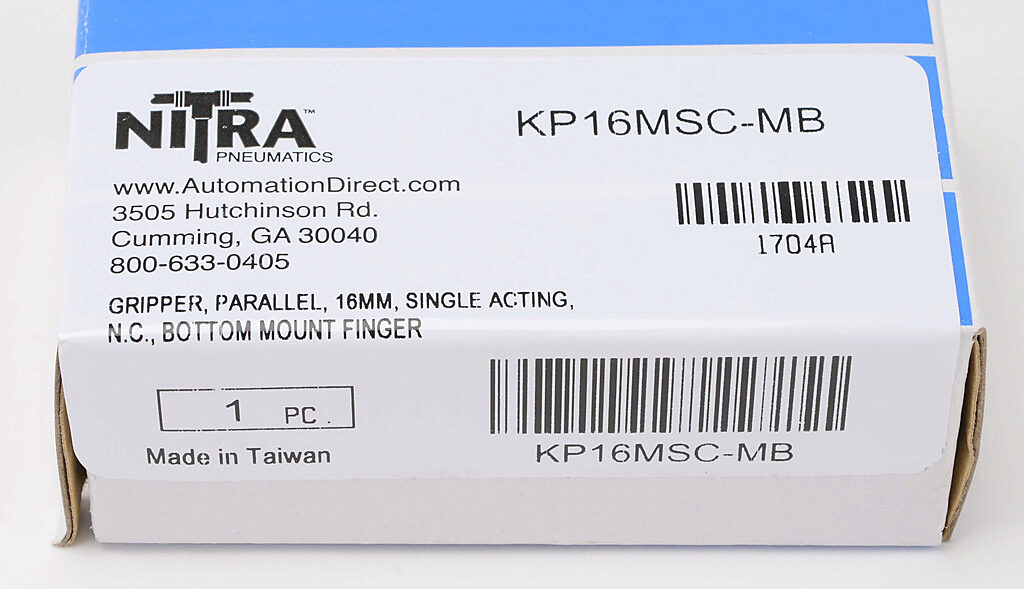 NITRA™
PNEUMATICS
KP16MSC-MB
www.AutomationDirect.com
3505 Hutchinson Rd.
Cumming, GA 30040
800-633-0405
1704A
GRIPPER, PARALLEL, 16MM, SINGLE ACTING,
N.C., BOTTOM MOUNT FINGER
1 PC.
Made in Taiwan
KP16MSC-MB